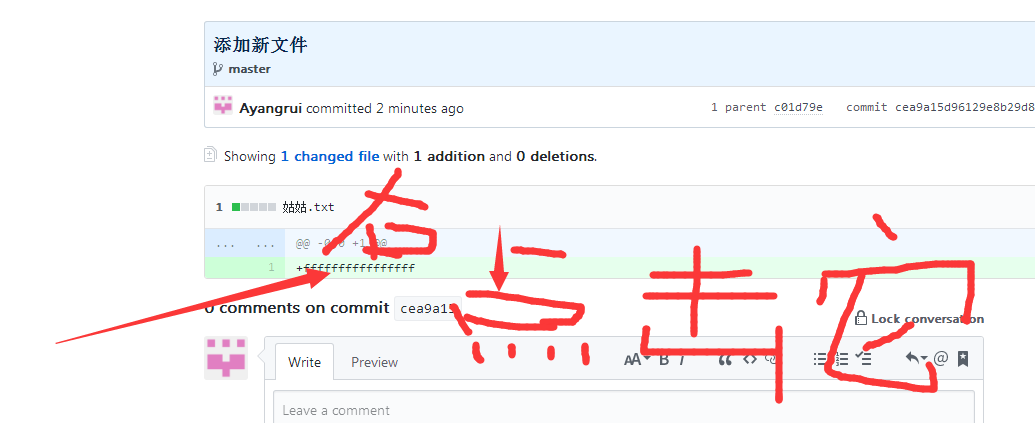 添加新文件
master
Ayangrui committed 2 minutes ago 1 parent c01d79e commit cea9a15d96129e8b29d8
Showing 1 changed file with 1 addition and 0 deletions.
1 姑姑.txt
... ... @@ -0,0 +1 @@
1 +ffffffffffffffff
点击
0 comments on commit cea9a15
Lock conversation
Write Preview AA B i “ <> @
Leave a comment